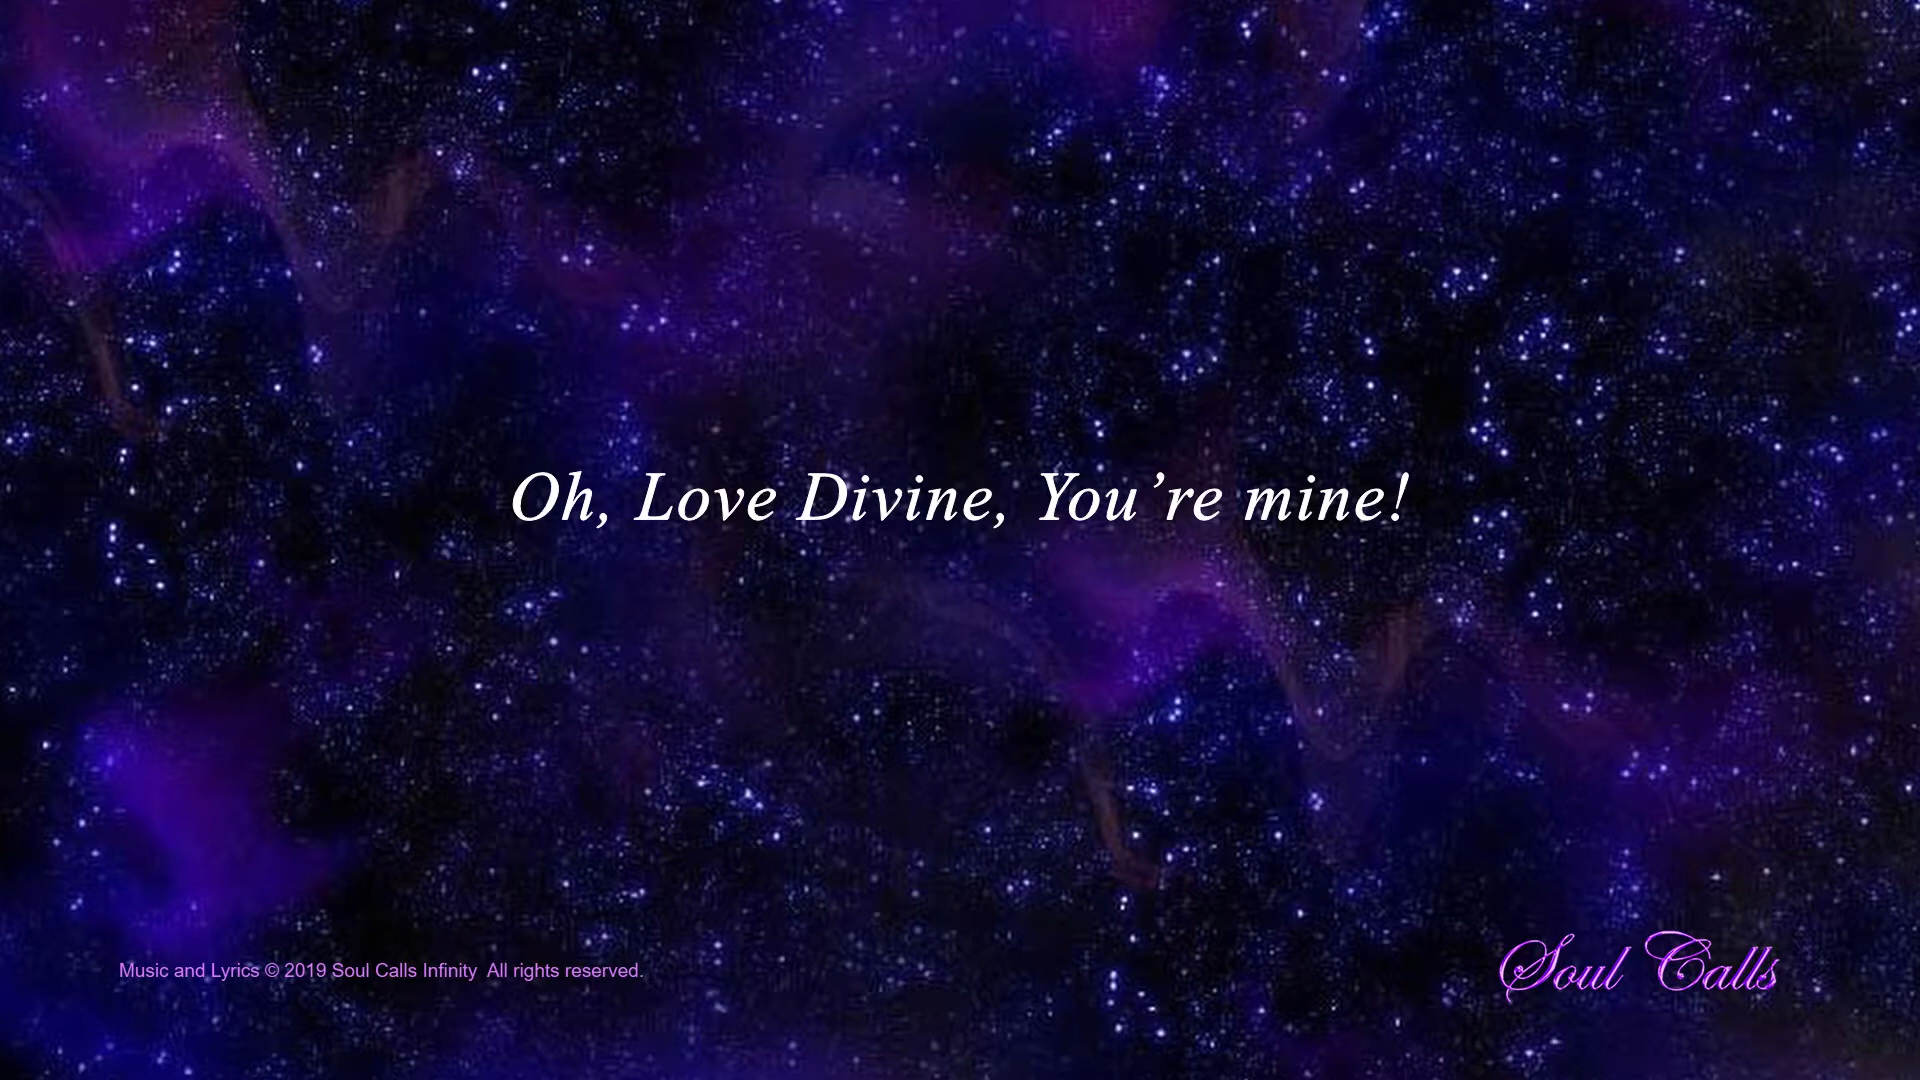 Oh, Love Divine, You’re mine!
Music and Lyrics © 2019 Soul Calls Infinity  All rights reserved.
Soul Calls